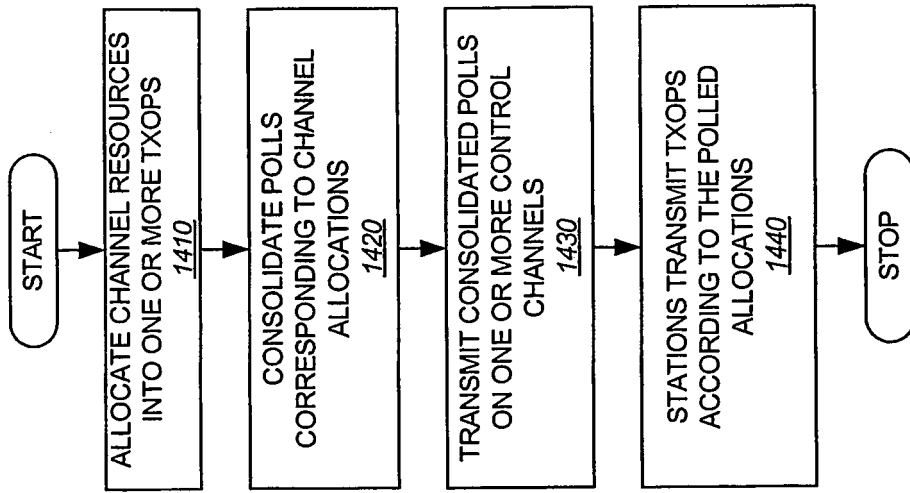 START
ALLOCATE CHANNEL RESOURCES
INTO ONE OR MORE TXOPS
1410
CONSOLIDATE POLLS
CORRESPONDING TO CHANNEL
ALLOCATIONS
1420
TRANSMIT CONSOLIDATED POLLS
ON ONE OR MORE CONTROL
CHANNELS
1430
STATIONS TRANSMIT TXOPS
ACCORDING TO THE POLLED
ALLOCATIONS
1440
STOP